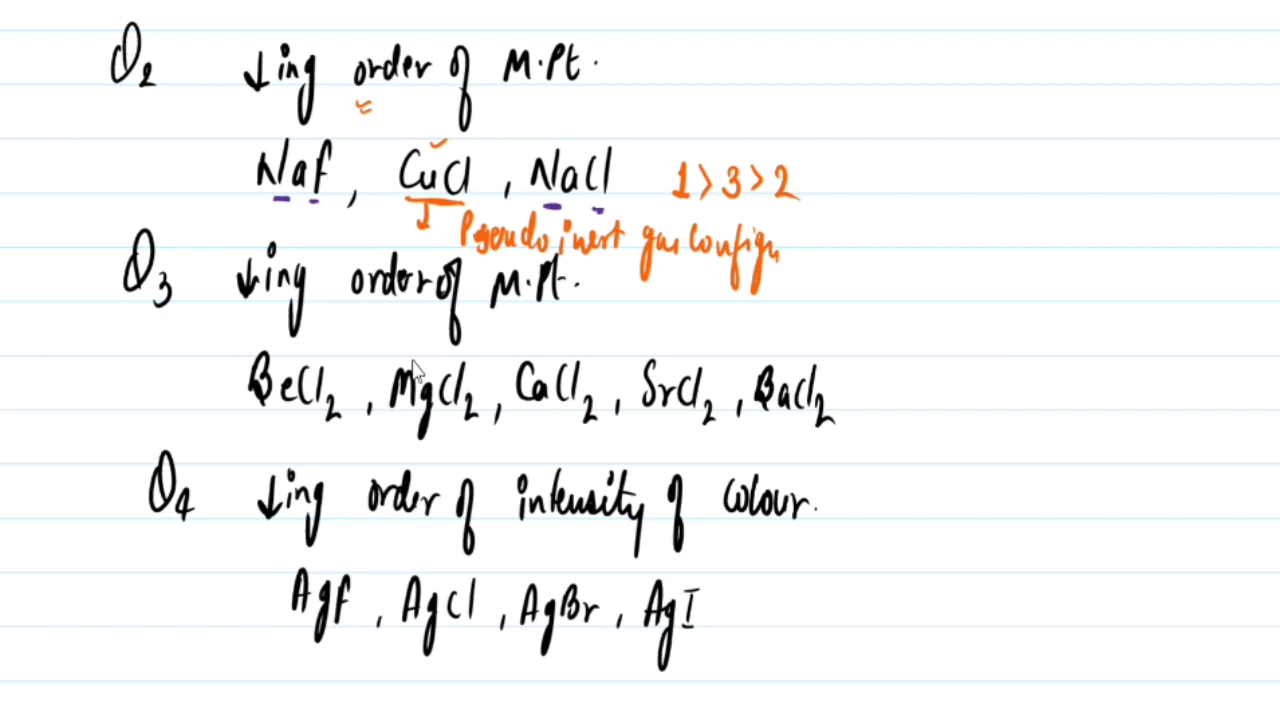 Q2 ↓ing order of M.Pt.
NaF, CuCl, NaCl 1>3>2
↓ Pseudo inert gas Config
Q3 ↓ing order of M.Pt.
BeCl2, MgCl2, CaCl2, SrCl2, BaCl2
Q4 ↓ing order of intensity of colour.
AgF, AgCl, AgBr, AgI